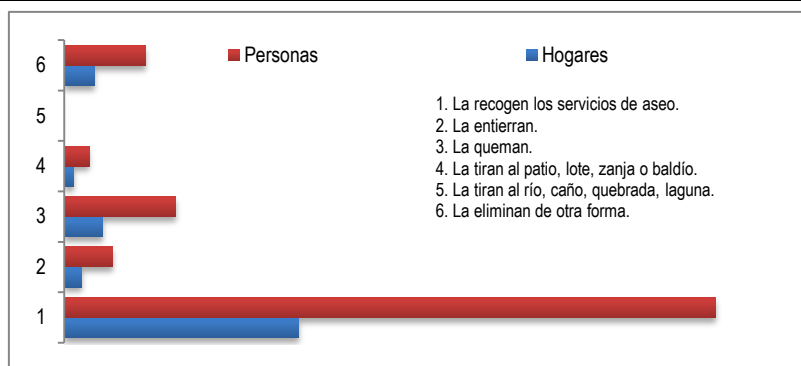 Personas
Hogares
6
5
4
3
2
1
1. La recogen los servicios de aseo.
2. La entierran.
3. La queman.
4. La tiran al patio, lote, zanja o baldío.
5. La tiran al río, caño, quebrada, laguna.
6. La eliminan de otra forma.